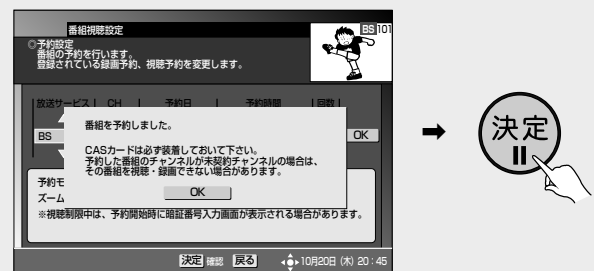 番組視聴設定
BS101
◎予約設定
番組の予約を行います。
登録されている録画予約、視聴予約を変更します。
放送サービス | CH | 予約日 | 予約時間 | 回数 |
番組を予約しました。
BS
OK
CASカードは必ず装着しておいて下さい。
予約した番組のチャンネルが未契約チャンネルの場合は、
その番組を視聴・録画できない場合があります。
予約モ
OK
ズーム
※視聴制限中は、予約開始時に暗証番号入力画面が表示される場合があります。
決定 確認 戻る 10月20日 (木) 20:45
決定